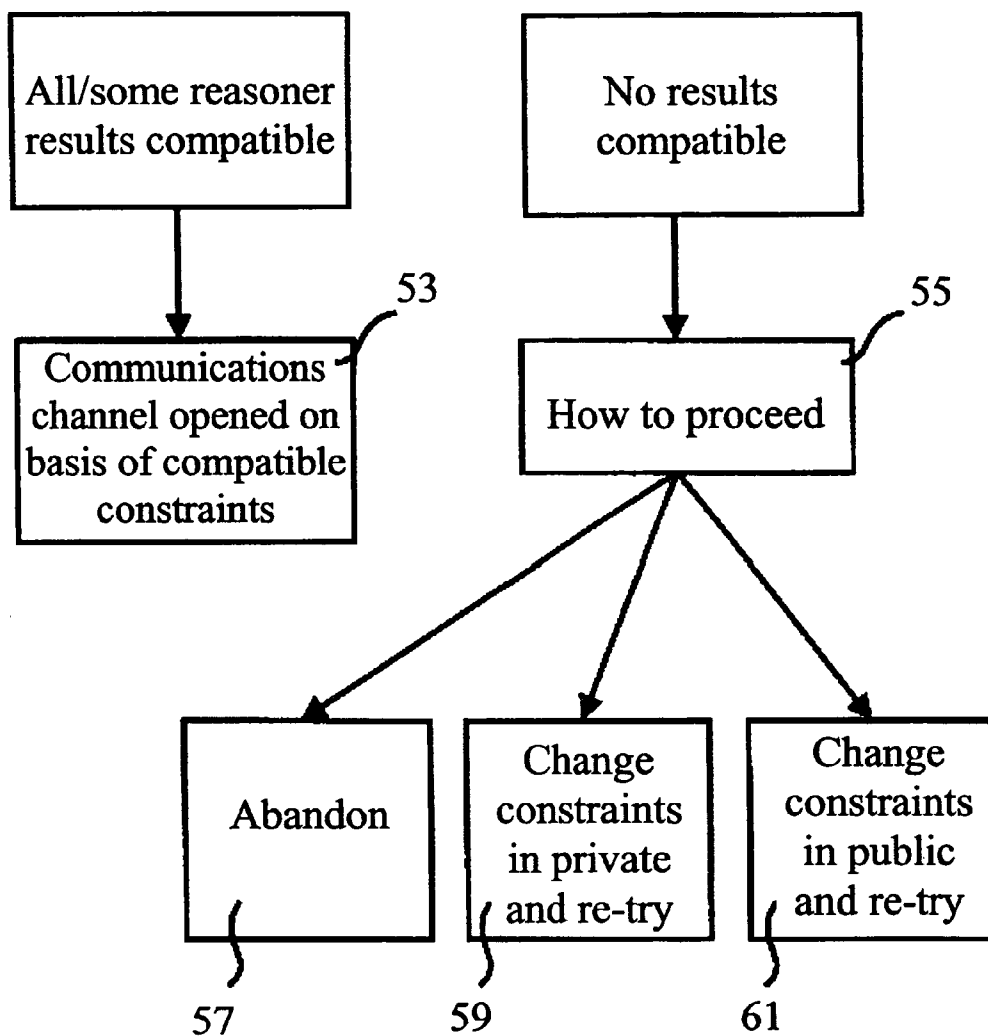 All/some reasoner
results compatible
No results
compatible
53
55
Communications
channel opened on
basis of compatible
constraints
How to proceed
Abandon
Change
constraints
in private
and re-try
Change
constraints
in public
and re-try
57
59
61